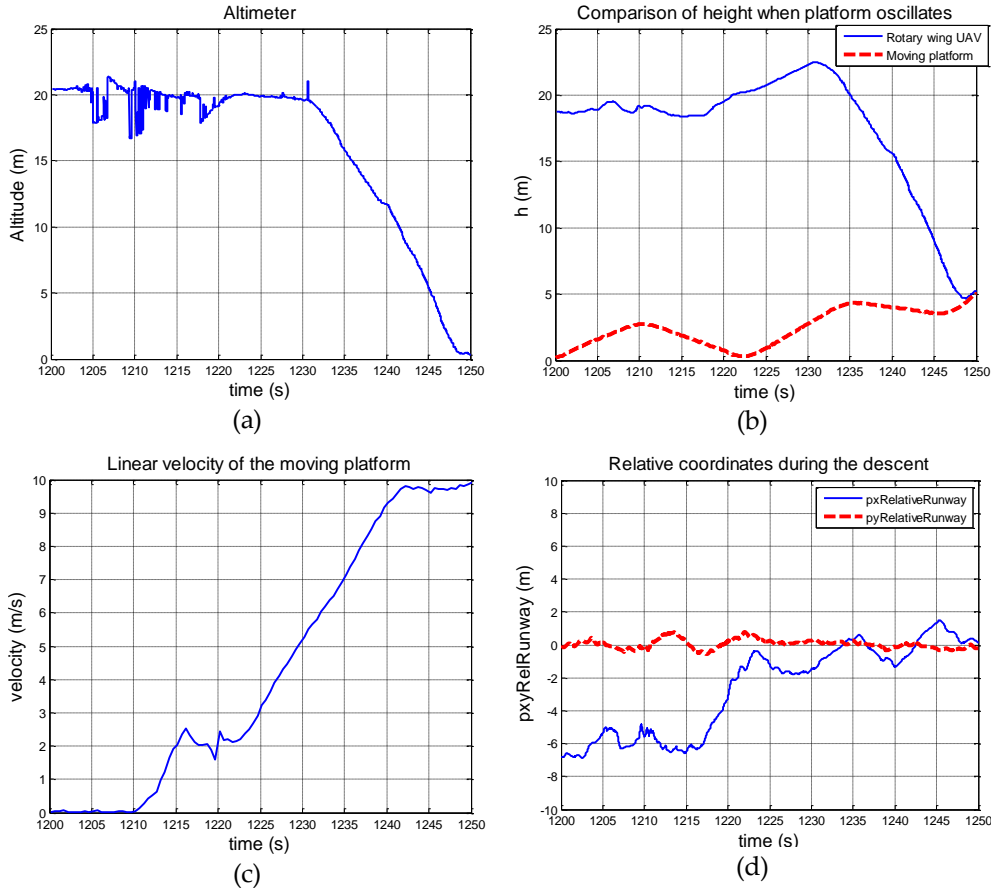 Altimeter
25
20
15
10
5
0
Altitude (m)
1200 1205 1210 1215 1220 1225 1230 1235 1240 1245 1250
time (s)
(a)
Comparison of height when platform oscillates
Rotary wing UAV
Moving platform
25
20
15
10
5
0
h (m)
1200 1205 1210 1215 1220 1225 1230 1235 1240 1245 1250
time (s)
(b)
Linear velocity of the moving platform
10
9
8
7
6
5
4
3
2
1
0
velocity (m/s)
1200 1205 1210 1215 1220 1225 1230 1235 1240 1245 1250
time (s)
(c)
Relative coordinates during the descent
pxRelativeRunway
pyRelativeRunway
10
8
6
4
2
0
-2
-4
-6
-8
-10
pxyRelRunway (m)
1200 1205 1210 1215 1220 1225 1230 1235 1240 1245 1250
time (s)
(d)